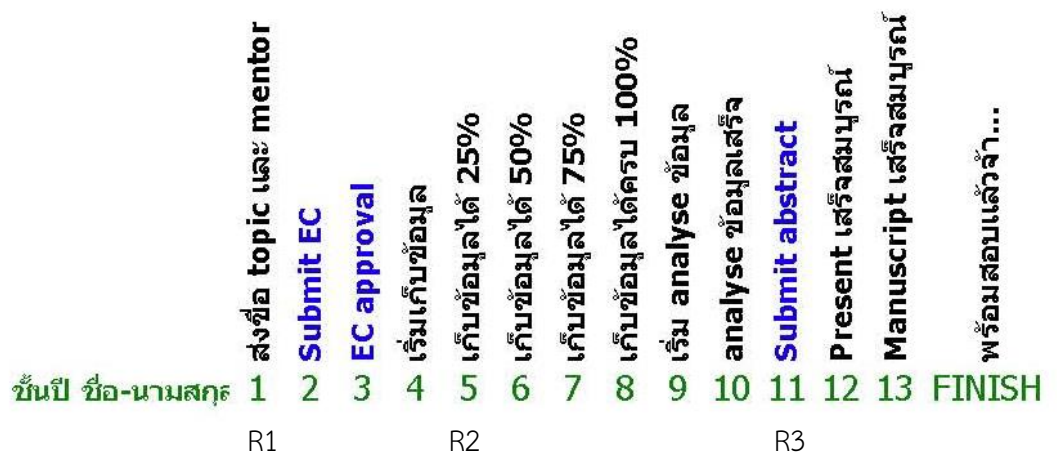 ส่งชื่อ topic และ mentor
Submit EC
EC approval
เริ่มเก็บข้อมูล
เก็บข้อมูลได้ 25%
เก็บข้อมูลได้ 50%
เก็บข้อมูลได้ 75%
เก็บข้อมูลได้ครบ 100%
เริ่ม analyse ข้อมูล
analyse ข้อมูลเสร็จ
Submit abstract
Present เสร็จสมบูรณ์
Manuscript เสร็จสมบูรณ์
พร้อมสอบแล้วจ้า...
ชั้นปี ชื่อ-นามสกุล 1 2 3 4 5 6 7 8 9 10 11 12 13 FINISH
R1 R2 R3